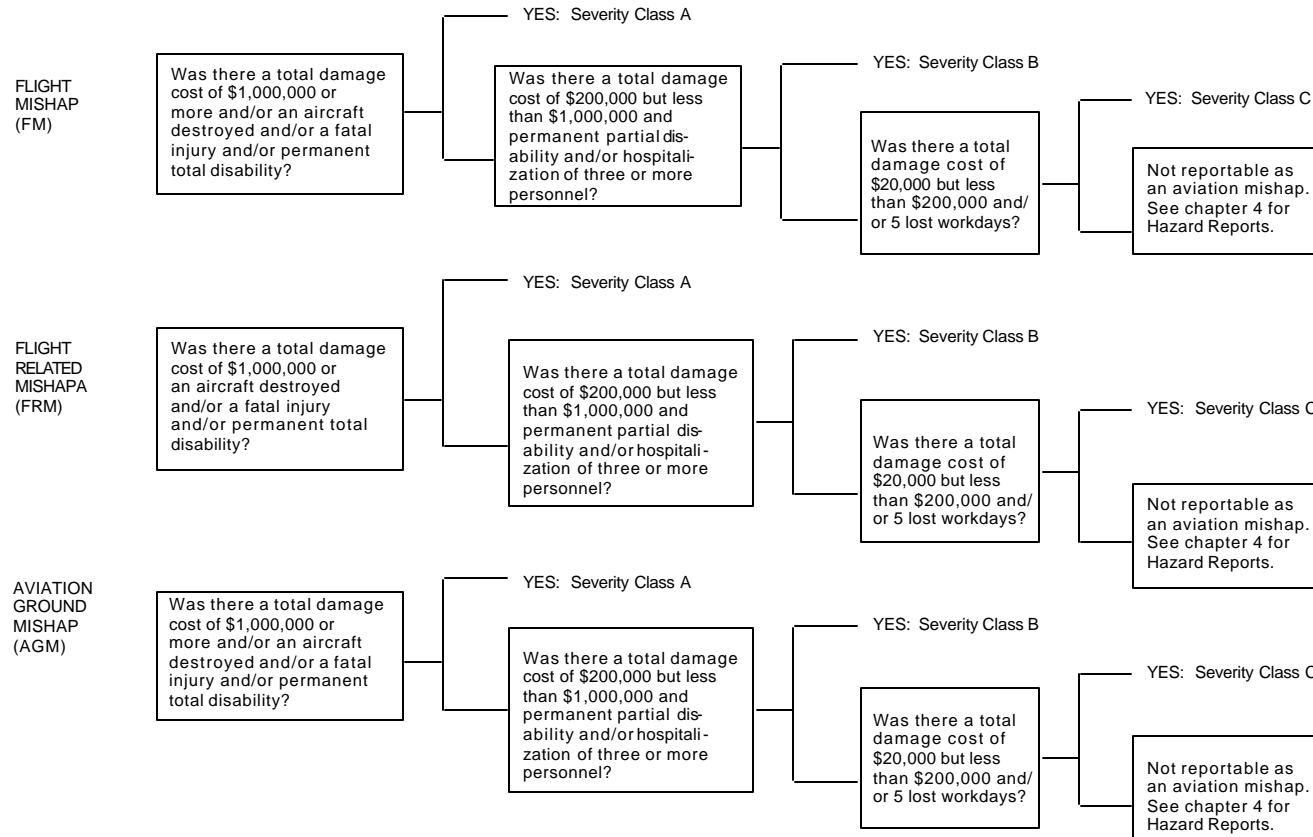 FLIGHT
MISHAP
(FM)
Was there a total damage
cost of $1,000,000 or
more and/or an aircraft
destroyed and/or a fatal
injury and/or permanent
total disability?
YES: Severity Class A
Was there a total damage
cost of $200,000 but less
than $1,000,000 and
permanent partial dis-
ability and/or hospitali-
zation of three or more
personnel?
YES: Severity Class B
Was there a total
damage cost of
$20,000 but less
than $200,000 and/
or 5 lost workdays?
YES: Severity Class C
Not reportable as
an aviation mishap.
See chapter 4 for
Hazard Reports.
FLIGHT
RELATED
MISHAPA
(FRM)
Was there a total damage
cost of $1,000,000 or
an aircraft destroyed
and/or a fatal injury
and/or permanent total
disability?
YES: Severity Class A
Was there a total damage
cost of $200,000 but less
than $1,000,000 and
permanent partial dis-
ability and/or hospitali-
zation of three or more
personnel?
YES: Severity Class B
Was there a total
damage cost of
$20,000 but less
than $200,000 and/
or 5 lost workdays?
YES: Severity Class C
Not reportable as
an aviation mishap.
See chapter 4 for
Hazard Reports.
AVIATION
GROUND
MISHAP
(AGM)
Was there a total damage
cost of $1,000,000 or
more and/or an aircraft
destroyed and/or a fatal
injury and/or permanent
total disability?
YES: Severity Class A
Was there a total damage
cost of $200,000 but less
than $1,000,000 and
permanent partial dis-
ability and/or hospitali-
zation of three or more
personnel?
YES: Severity Class B
Was there a total
damage cost of
$20,000 but less
than $200,000 and/
or 5 lost workdays?
YES: Severity Class C
Not reportable as
an aviation mishap.
See chapter 4 for
Hazard Reports.